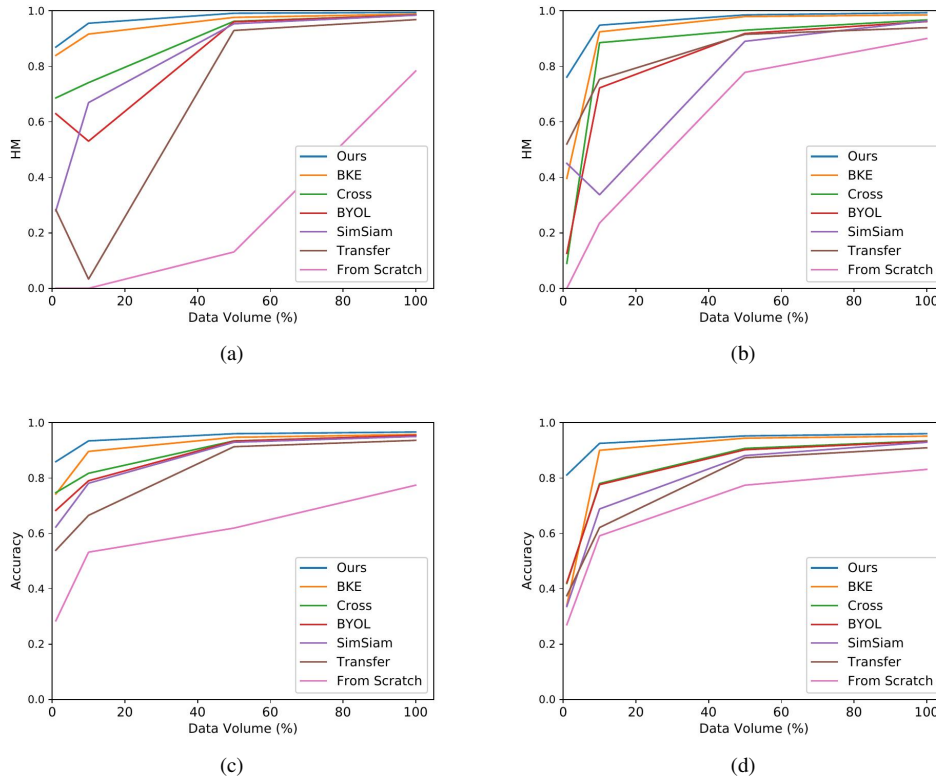 HM
1.0
0.8
0.6
0.4
0.2
0.0
0 20 40 60 80 100
Data Volume (%)
Ours
BKE
Cross
BYOL
SimSiam
Transfer
From Scratch
(a)
HM
1.0
0.8
0.6
0.4
0.2
0.0
0 20 40 60 80 100
Data Volume (%)
Ours
BKE
Cross
BYOL
SimSiam
Transfer
From Scratch
(b)
Accuracy
1.0
0.8
0.6
0.4
0.2
0.0
0 20 40 60 80 100
Data Volume (%)
Ours
BKE
Cross
BYOL
SimSiam
Transfer
From Scratch
(c)
Accuracy
1.0
0.8
0.6
0.4
0.2
0.0
0 20 40 60 80 100
Data Volume (%)
Ours
BKE
Cross
BYOL
SimSiam
Transfer
From Scratch
(d)